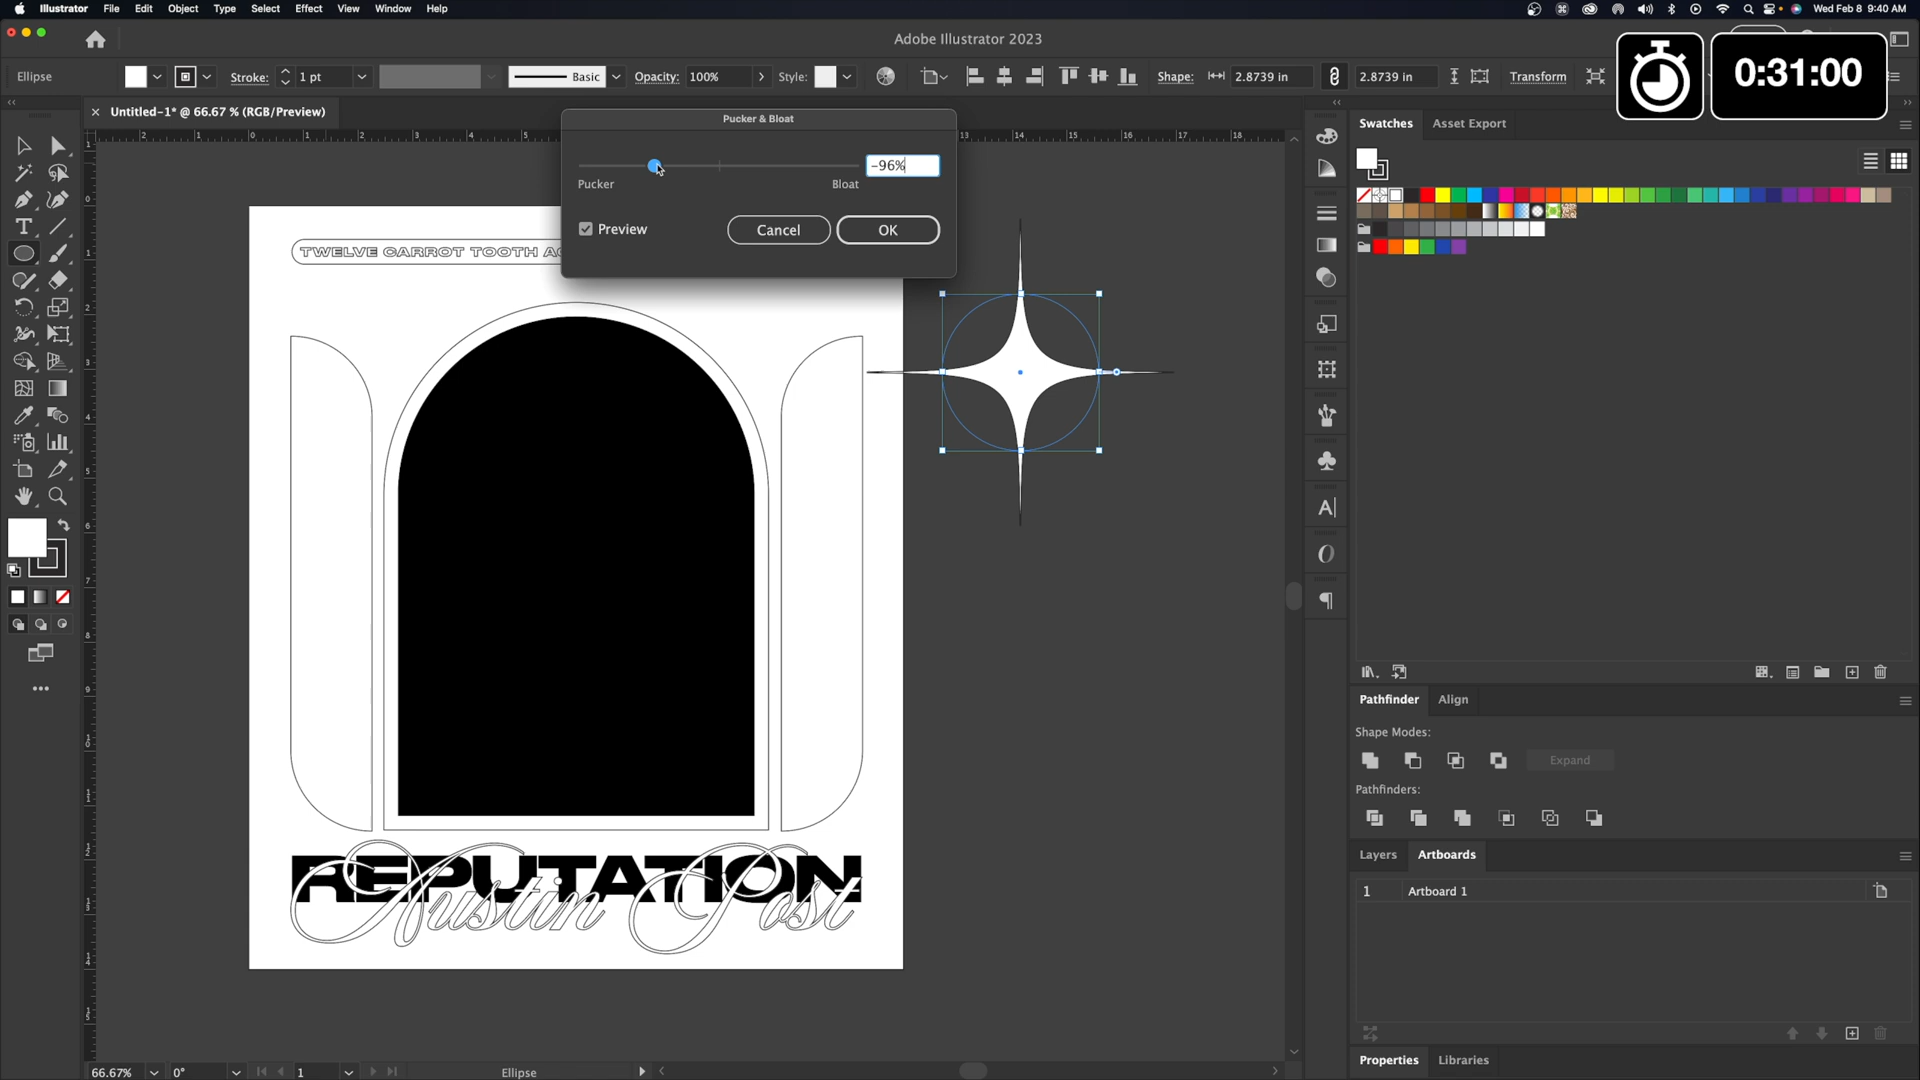 Illustrator File Edit Object Type Select Effect View Window Help
Wed Feb 8 9:40 AM
Adobe Illustrator 2023
Ellipse
Stroke: 1 pt
Basic
Opacity: 100%
Style:
Shape: 2.8739 in
2.8739 in
Transform
0:31:00
× Untitled-1* @ 66.67 % (RGB/Preview)
Pucker & Bloat
-96%
Pucker
Bloat
Preview
Cancel
OK
TWELVE CARROT TOOTH
REPUTATION
Austin Post
Swatches
Asset Export
Pathfinder
Align
Shape Modes:
Expand
Pathfinders:
Layers
Artboards
1 Artboard 1
Properties
Libraries
66.67%
0°
1
Ellipse